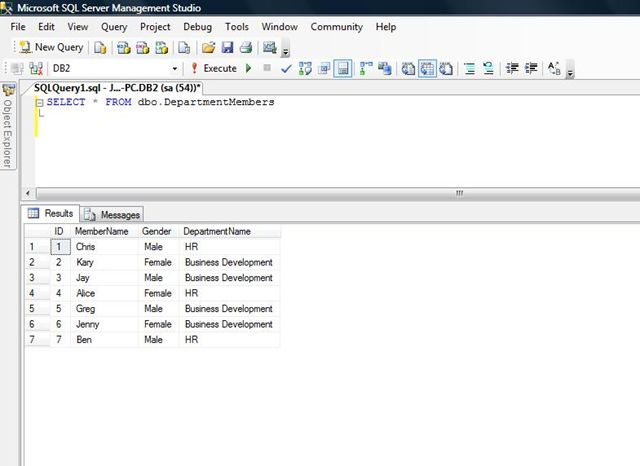 Microsoft SQL Server Management Studio
File Edit View Query Project Debug Tools Window Community Help
New Query
DB2 Execute
SQLQuery1.sql - J...-PC.DB2 (sa (54))*
Object Explorer
SELECT * FROM dbo.DepartmentMembers
Results Messages
ID MemberName Gender DepartmentName
1 1 Chris Male HR
2 2 Kary Female Business Development
3 3 Jay Male Business Development
4 4 Alice Female HR
5 5 Greg Male Business Development
6 6 Jenny Female Business Development
7 7 Ben Male HR